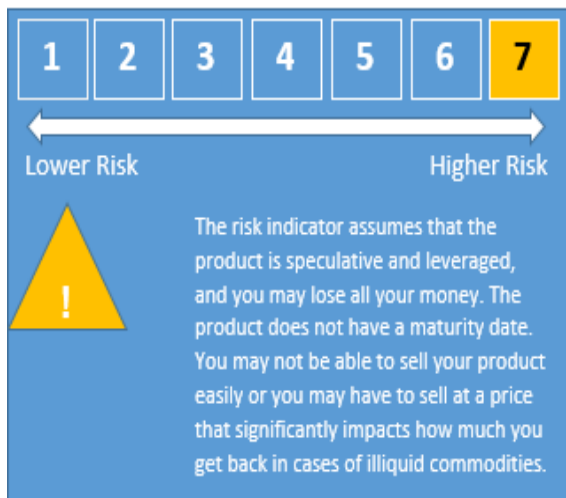 1 2 3 4 5 6 7
Lower Risk Higher Risk
!
The risk indicator assumes that the
product is speculative and leveraged,
and you may lose all your money. The
product does not have a maturity date.
You may not be able to sell your product
easily or you may have to sell at a price
that significantly impacts how much you
get back in cases of illiquid commodities.